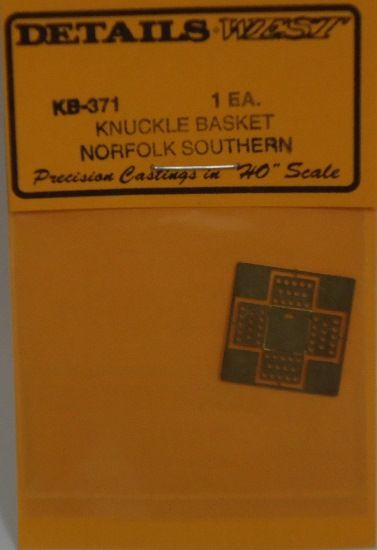 DETAILS WEST
KB-371 1 EA.
KNUCKLE BASKET
NORFOLK SOUTHERN
Precision Castings in "HO" Scale